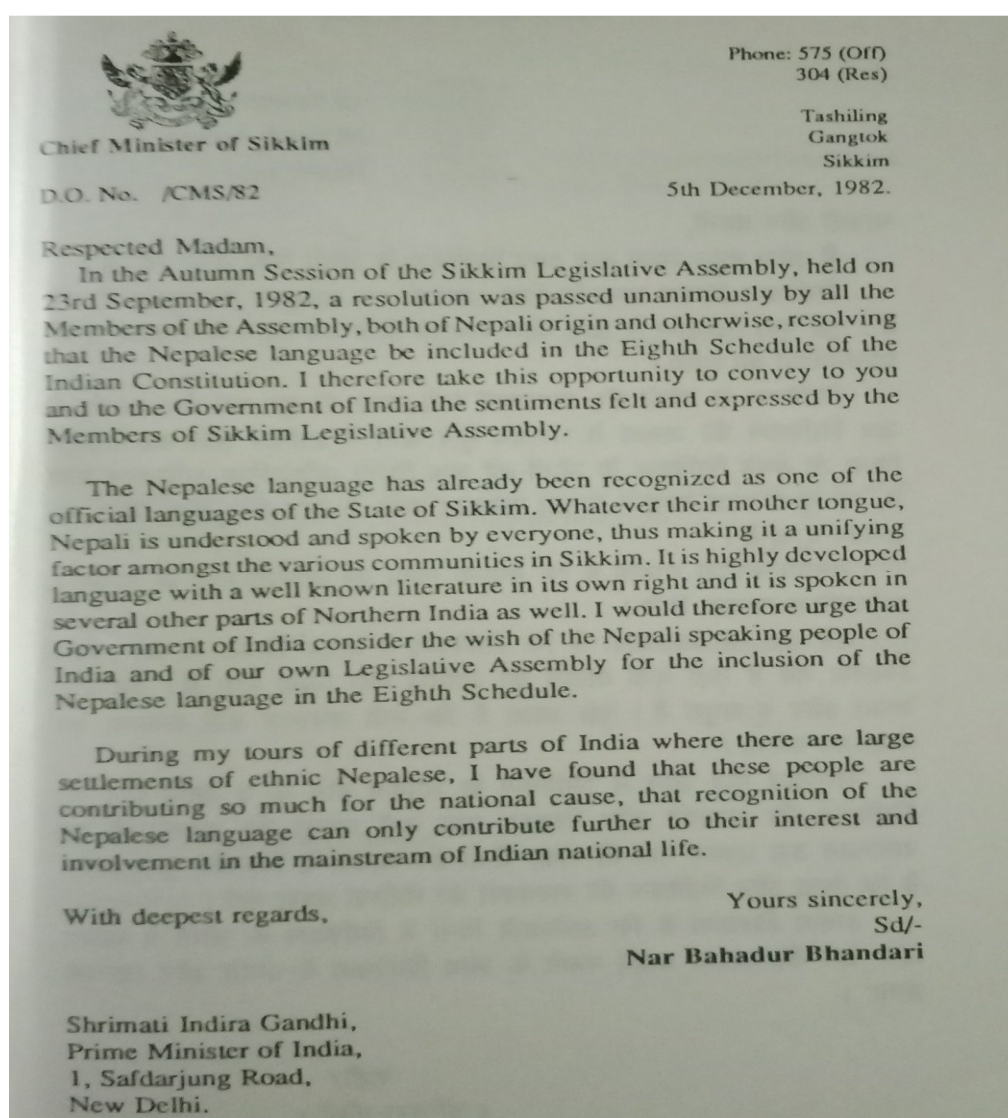 Phone: 575 (Off)
304 (Res)
Tashiling
Gangtok
Sikkim
Chief Minister of Sikkim
D.O. No. /CMS/82
5th December, 1982.
Respected Madam,
In the Autumn Session of the Sikkim Legislative Assembly, held on
23rd September, 1982, a resolution was passed unanimously by all the
Members of the Assembly, both of Nepali origin and otherwise, resolving
that the Nepalese language be included in the Eighth Schedule of the
Indian Constitution. I therefore take this opportunity to convey to you
and to the Government of India the sentiments felt and expressed by the
Members of Sikkim Legislative Assembly.
The Nepalese language has already been recognized as one of the
official languages of the State of Sikkim. Whatever their mother tongue,
Nepali is understood and spoken by everyone, thus making it a unifying
factor amongst the various communities in Sikkim. It is highly developed
language with a well known literature in its own right and it is spoken in
several other parts of Northern India as well. I would therefore urge that
Government of India consider the wish of the Nepali speaking people of
India and of our own Legislative Assembly for the inclusion of the
Nepalese language in the Eighth Schedule.
During my tours of different parts of India where there are large
settlements of ethnic Nepalese, I have found that these people are
contributing so much for the national cause, that recognition of the
Nepalese language can only contribute further to their interest and
involvement in the mainstream of Indian national life.
With deepest regards,
Yours sincerely,
Sd/-
Nar Bahadur Bhandari
Shrimati Indira Gandhi,
Prime Minister of India,
1, Safdarjung Road,
New Delhi.